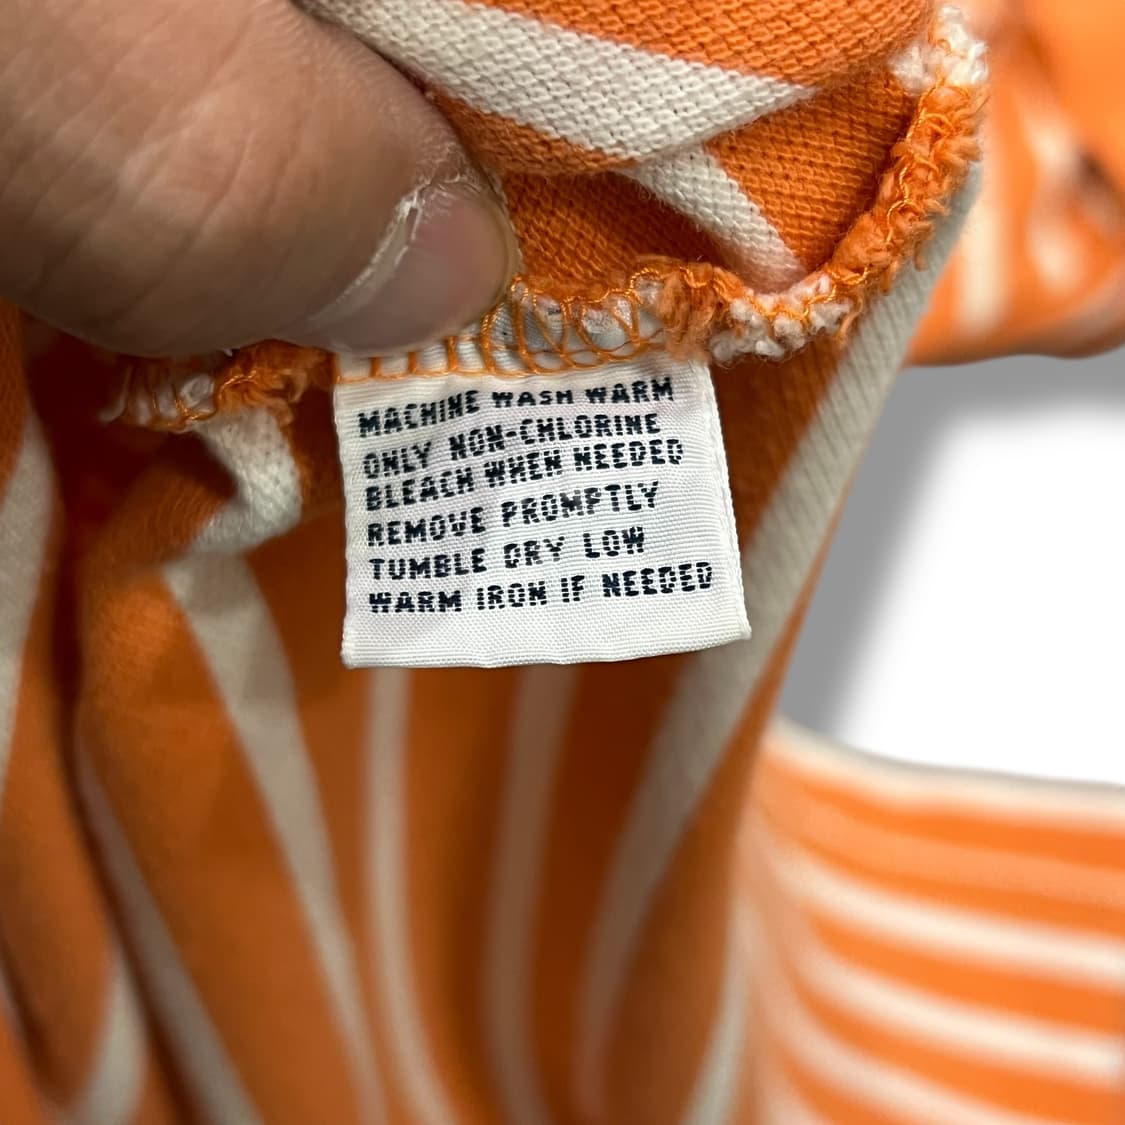 MACHINE WASH WARM
ONLY NON-CHLORINE
BLEACH WHEN NEEDED
REMOVE PROMPTLY
TUMBLE DRY LOW
WARM IRON IF NEEDED